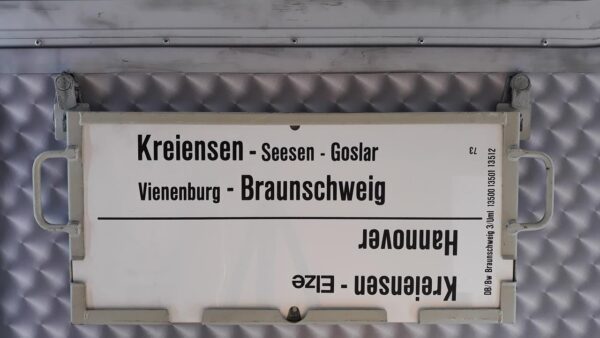 Kreiensen - Seesen - Goslar
Vienenburg - Braunschweig
Kreiensen - Elze
Hannover
73
DB/Bw Braunschweig 3/Uml 13500 13501 13512